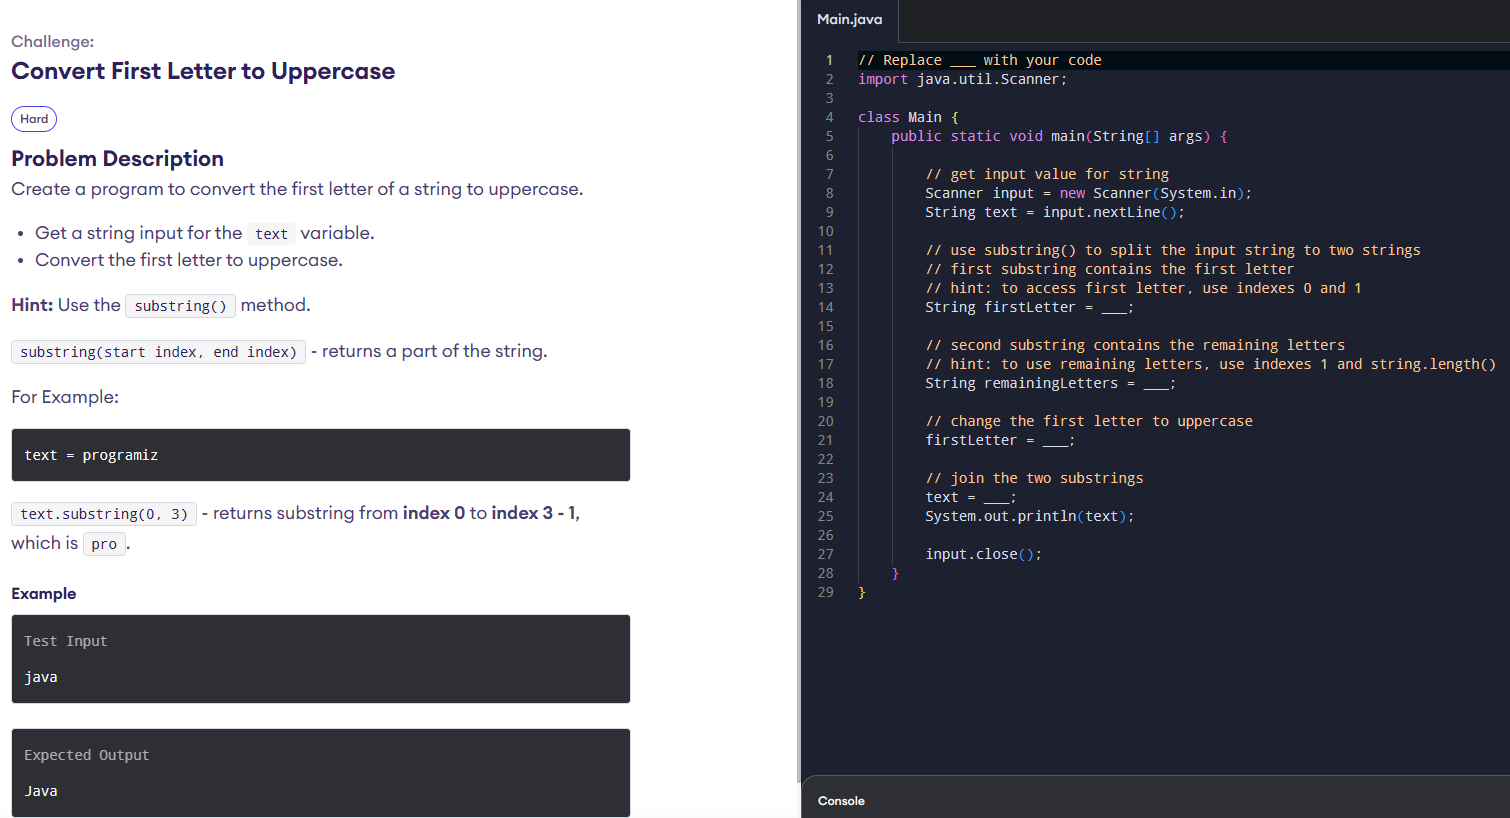 Challenge:
Convert First Letter to Uppercase
Hard
Problem Description
Create a program to convert the first letter of a string to uppercase.
• Get a string input for the text variable.
• Convert the first letter to uppercase.
Hint: Use the substring() method.
substring(start index, end index) - returns a part of the string.
For Example:
text = programiz
text.substring(0, 3) - returns substring from index 0 to index 3 - 1,
which is pro.
Example
Test Input
java
Expected Output
Java
Main.java
1 // Replace ___ with your code
2 import java.util.Scanner;
3
4 class Main {
5     public static void main(String[] args) {
6
7         // get input value for string
8         Scanner input = new Scanner(System.in);
9         String text = input.nextLine();
10
11         // use substring() to split the input string to two strings
12         // first substring contains the first letter
13         // hint: to access first letter, use indexes 0 and 1
14         String firstLetter = ___;
15
16         // second substring contains the remaining letters
17         // hint: to use remaining letters, use indexes 1 and string.length()
18         String remainingLetters = ___;
19
20         // change the first letter to uppercase
21         firstLetter = ___;
22
23         // join the two substrings
24         text = ___;
25         System.out.println(text);
26
27         input.close();
28     }
29 }
Console